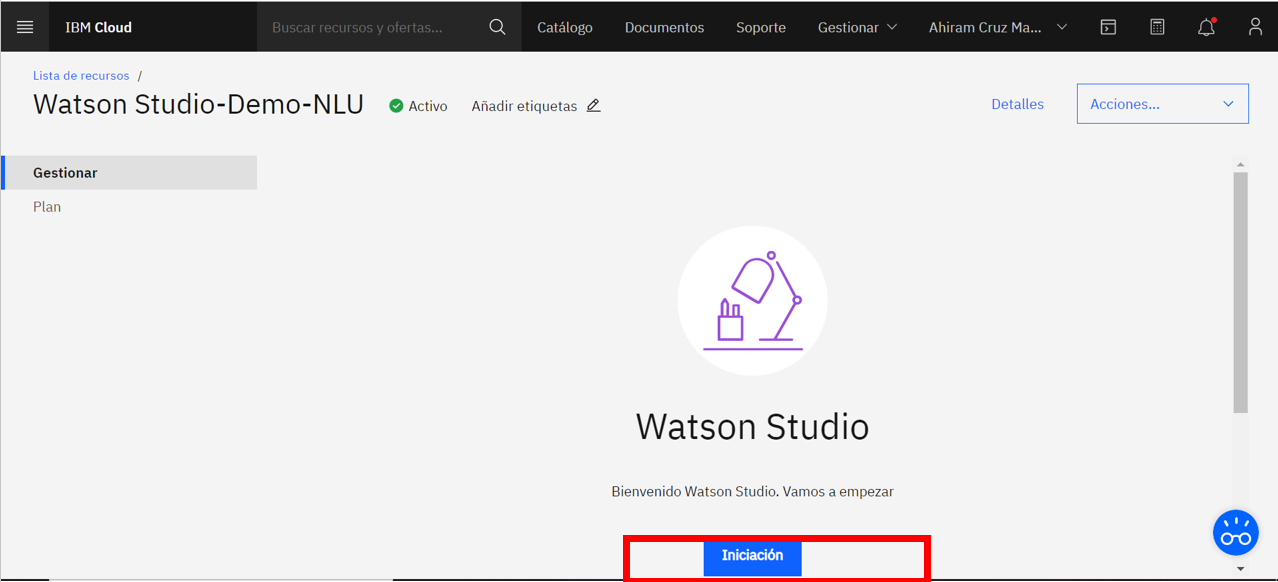 IBM Cloud Buscar recursos y ofertas... Catálogo Documentos Soporte Gestionar Ahiram Cruz Ma...
Lista de recursos /
Watson Studio-Demo-NLU Activo Añadir etiquetas Detalles Acciones...
Gestionar
Plan
Watson Studio
Bienvenido Watson Studio. Vamos a empezar
Iniciación